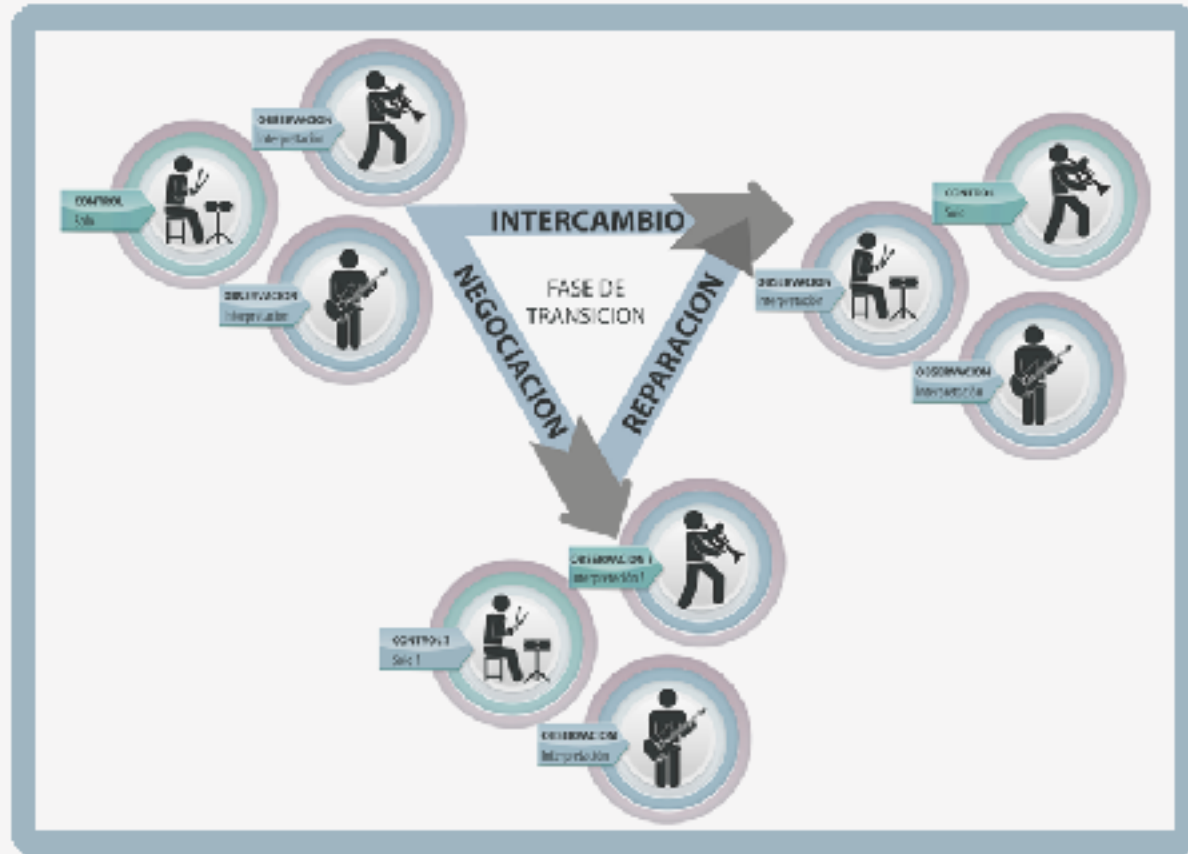 OBSERVACION
Interpretación
CONTROL
Solo
OBSERVACION
Interpretación
INTERCAMBIO
NEGOCIACION
FASE DE
TRANSICION
REPARACION
CONTROL
Solo
OBSERVACION
Interpretación
OBSERVACION
Interpretación
OBSERVACION
Interpretación
CONTROL
Solo
OBSERVACION
Interpretación